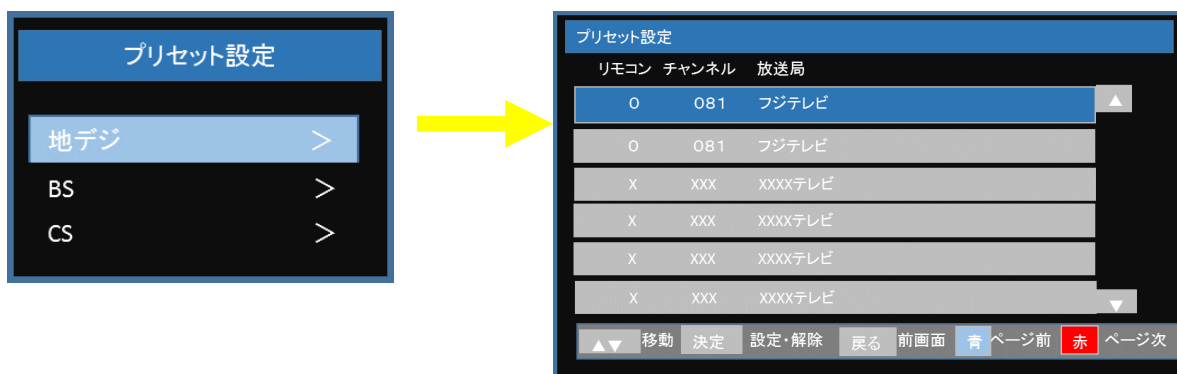 プリセット設定
地デジ >
BS >
CS >
プリセット設定
リモコン チャンネル 放送局
0 081 フジテレビ ▲
0 081 フジテレビ
X XXX XXXXテレビ
X XXX XXXXテレビ
X XXX XXXXテレビ
X XXX XXXXテレビ ▼
▲▼ 移動 決定 設定・解除 戻る 前画面 青 ページ前 赤 ページ次